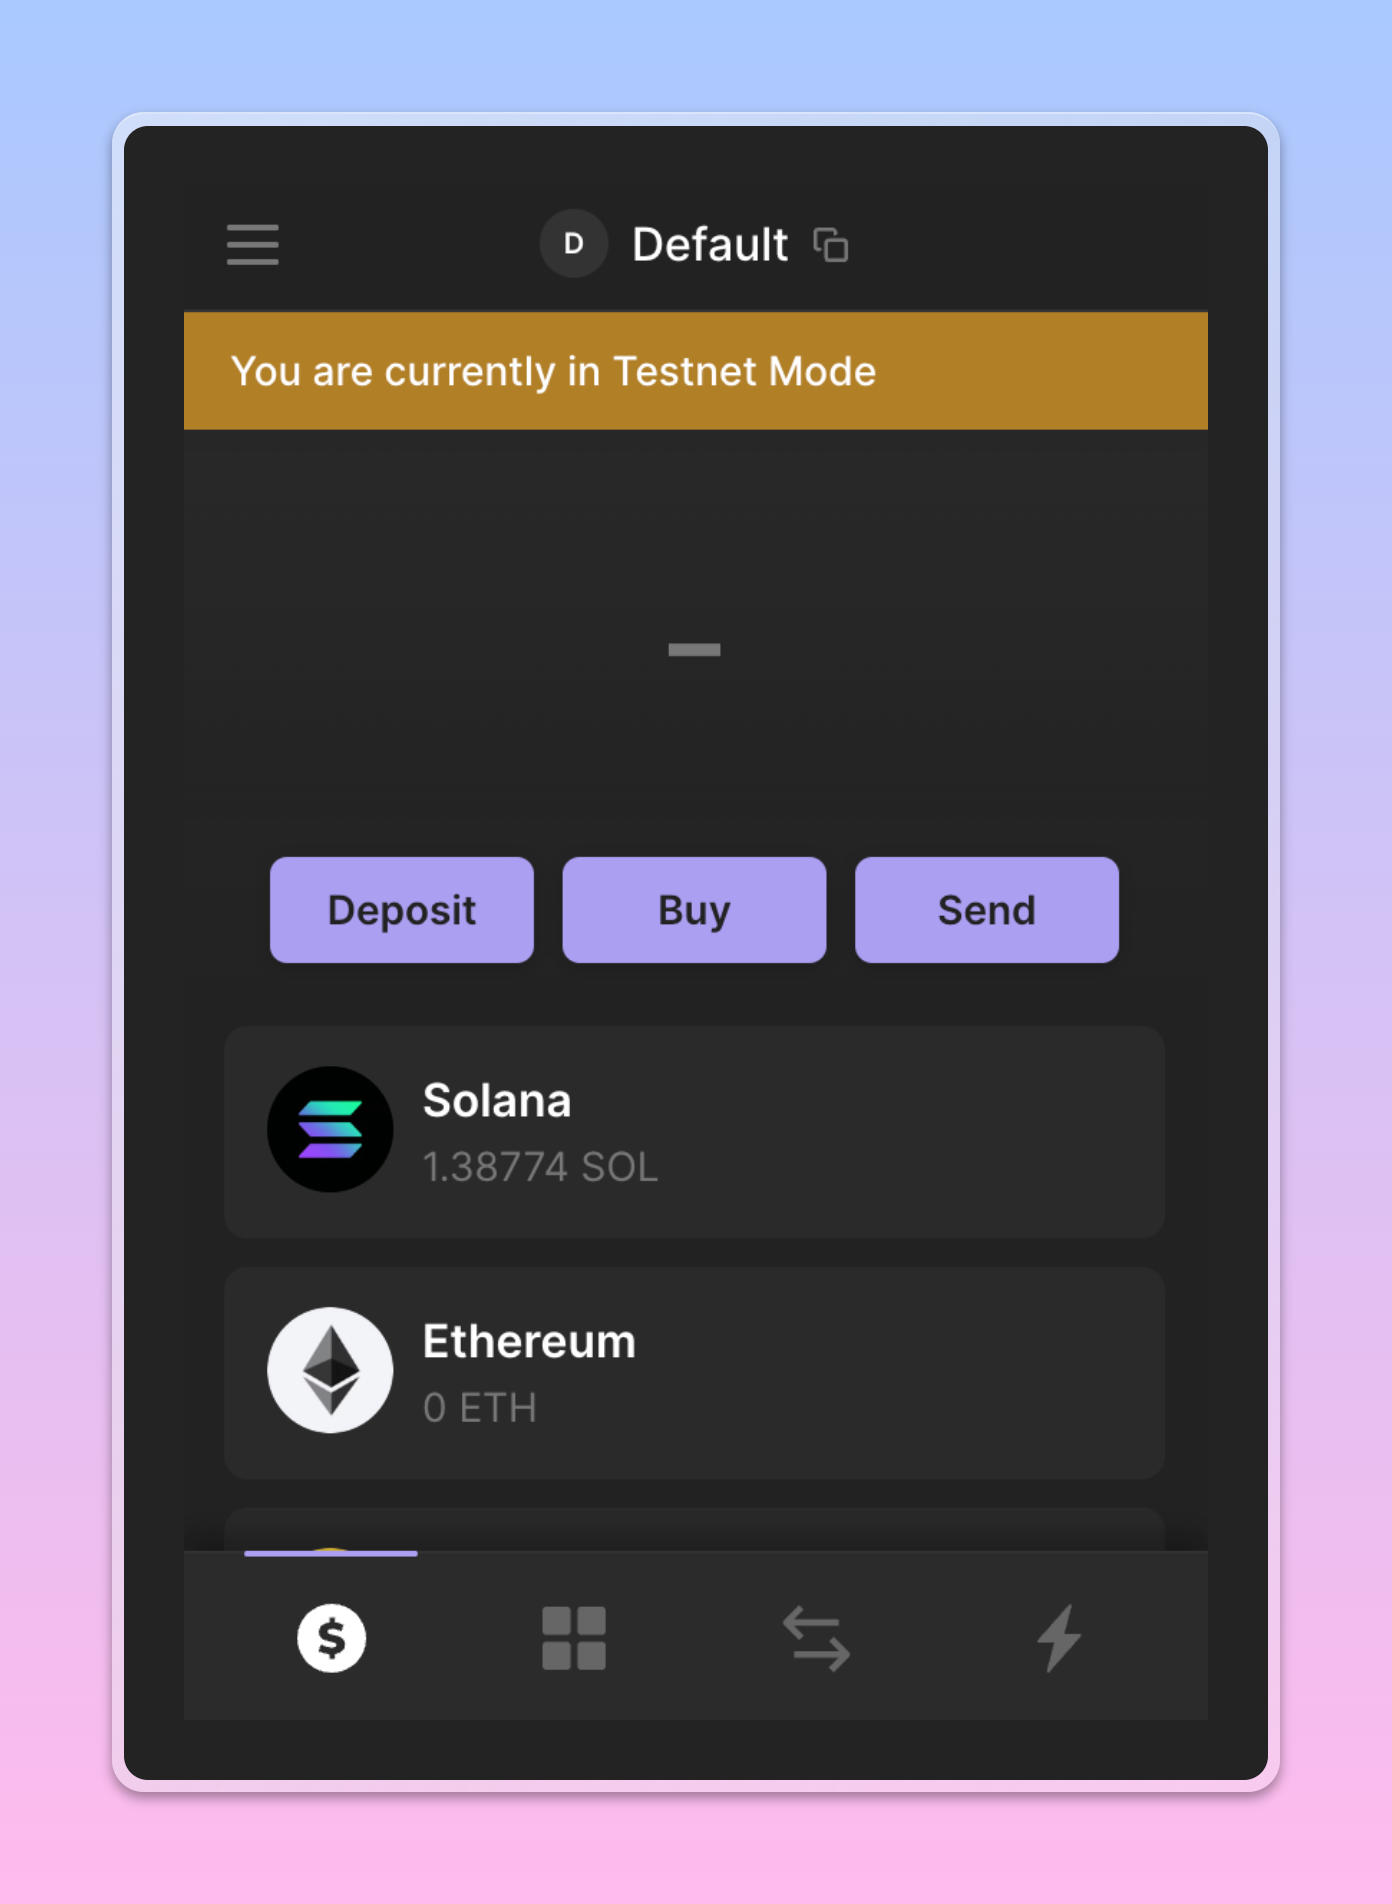 D Default
You are currently in Testnet Mode
–
Deposit Buy Send
Solana
1.38774 SOL
Ethereum
0 ETH
$